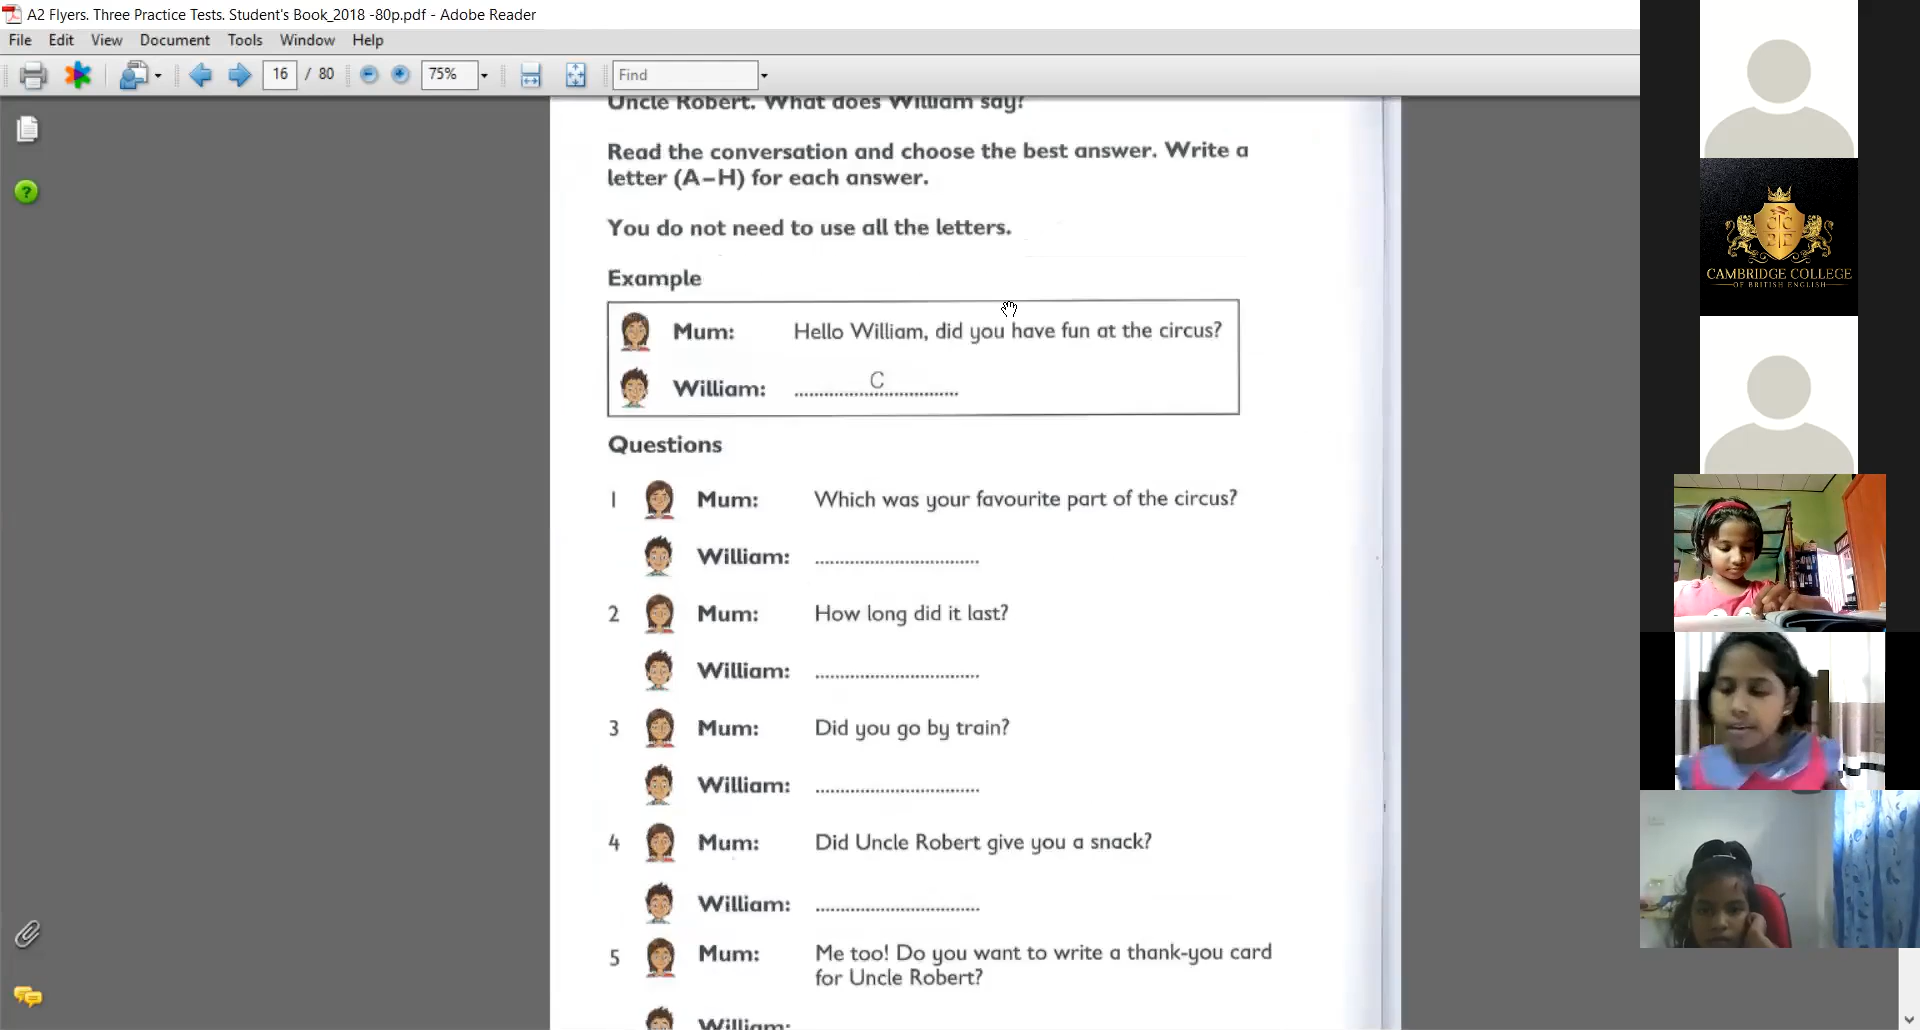 A2 Flyers. Three Practice Tests. Student's Book_2018 -80p.pdf - Adobe Reader
File Edit View Document Tools Window Help
16 / 80 75% Find
Uncle Robert. What does William say?
Read the conversation and choose the best answer. Write a
letter (A–H) for each answer.
You do not need to use all the letters.
Example
Mum: Hello William, did you have fun at the circus?
William: ................C................
Questions
1 Mum: Which was your favourite part of the circus?
William: .................................
2 Mum: How long did it last?
William: .................................
3 Mum: Did you go by train?
William: .................................
4 Mum: Did Uncle Robert give you a snack?
William: .................................
5 Mum: Me too! Do you want to write a thank-you card
for Uncle Robert?
William:
CAMBRIDGE COLLEGE
OF BRITISH ENGLISH